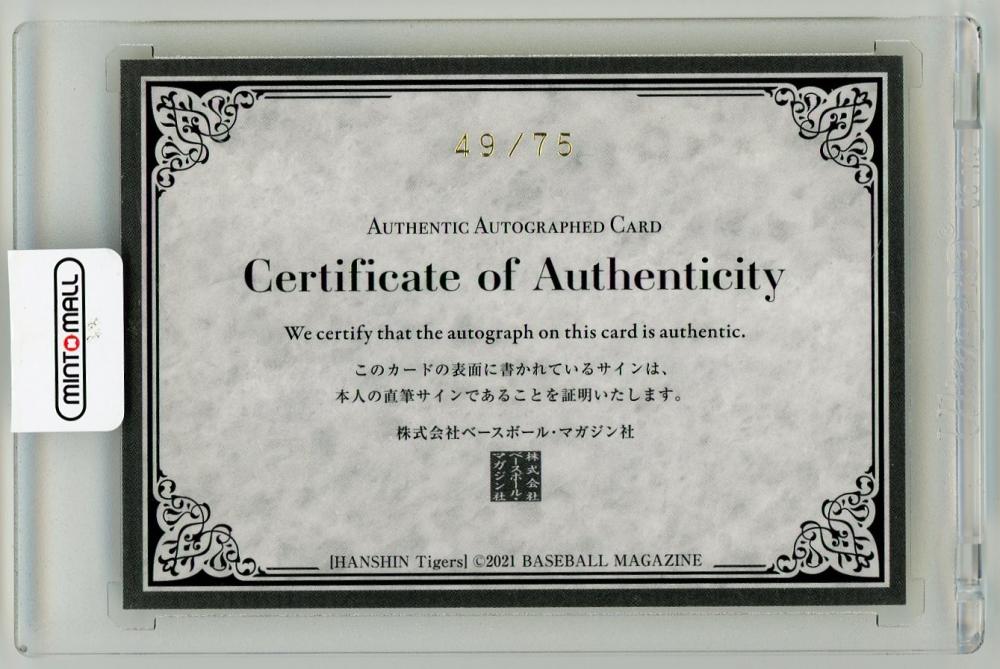 49/75
AUTHENTIC AUTOGRAPHED CARD
Certificate of Authenticity
We certify that the autograph on this card is authentic.
このカードの表面に書かれているサインは、
本人の直筆サインであることを証明いたします。
株式会社ベースボール・マガジン社
株式会社
ベースボール・
マガジン社
[HANSHIN Tigers] ©2021 BASEBALL MAGAZINE
MINTOMALL